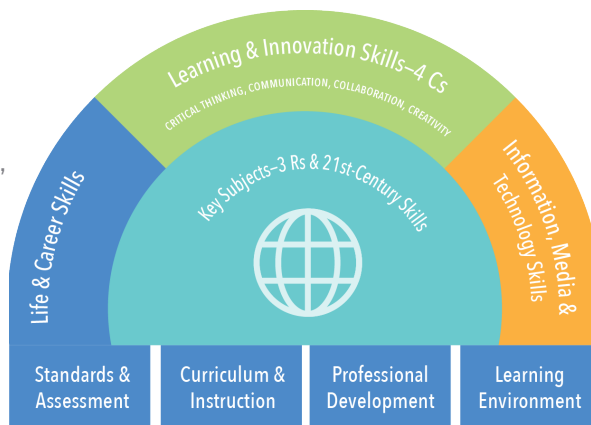 Learning & Innovation Skills–4 Cs
CRITICAL THINKING, COMMUNICATION, COLLABORATION, CREATIVITY
,
Life & Career Skills
Key Subjects–3 Rs & 21st-Century Skills
Information, Media &
Technology Skills
Standards &
Assessment
Curriculum &
Instruction
Professional
Development
Learning
Environment